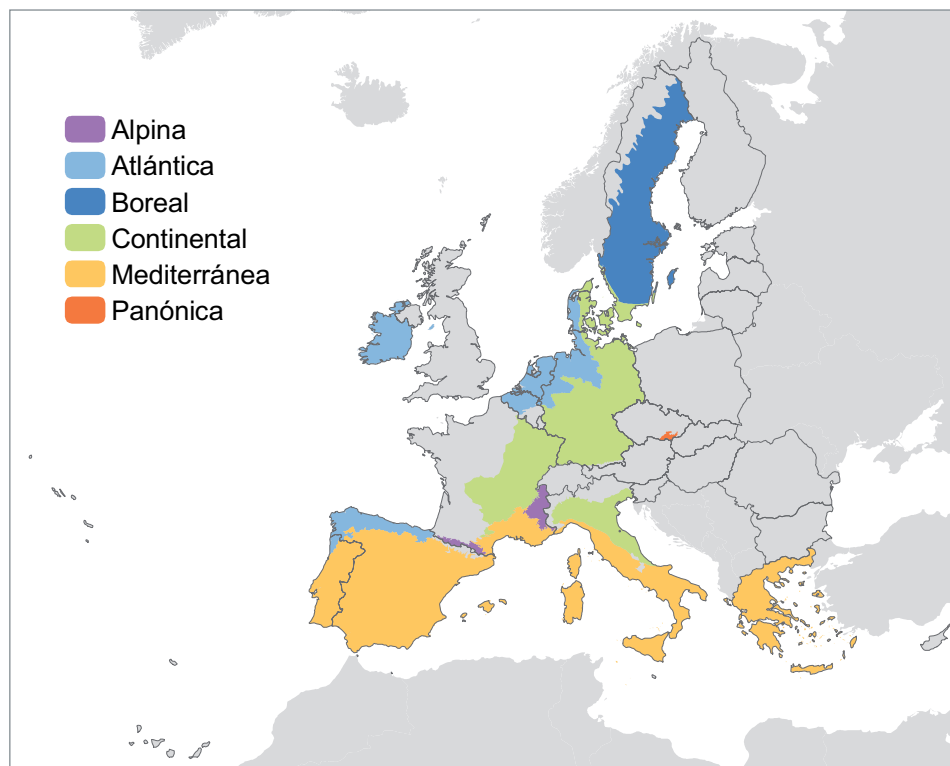 Alpina
Atlántica
Boreal
Continental
Mediterránea
Panónica